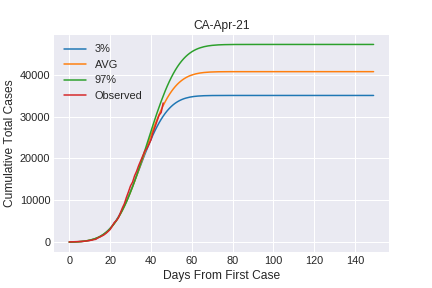 CA-Apr-21
Cumulative Total Cases
40000
30000
20000
10000
0
3%
AVG
97%
Observed
0 20 40 60 80 100 120 140
Days From First Case